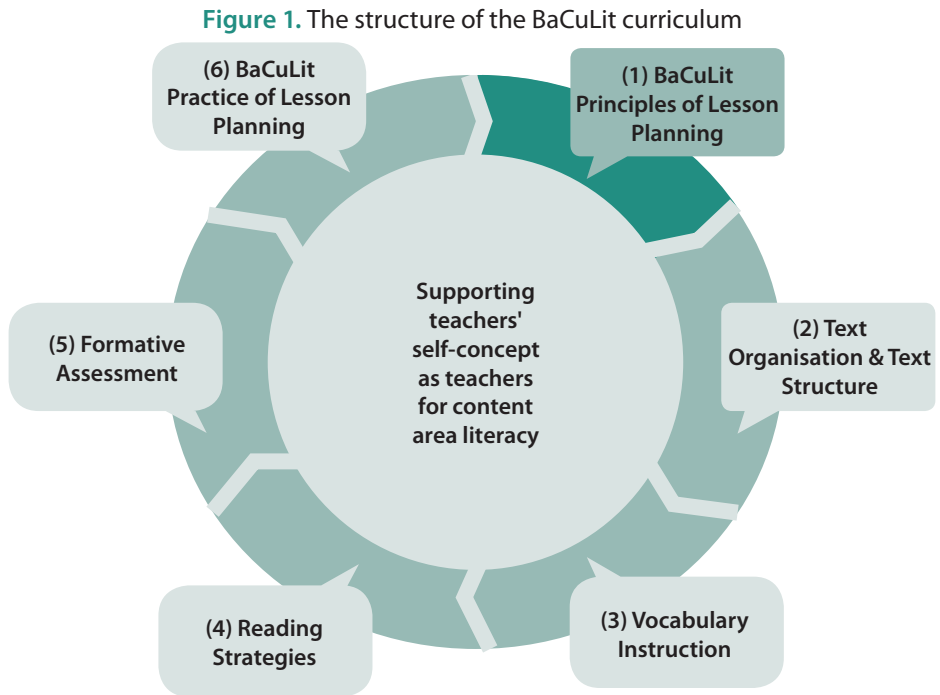 Figure 1. The structure of the BaCuLit curriculum
(1) BaCuLit
Principles of Lesson
Planning
(2) Text
Organisation & Text
Structure
(3) Vocabulary
Instruction
(4) Reading
Strategies
(5) Formative
Assessment
(6) BaCuLit
Practice of Lesson
Planning
Supporting
teachers'
self-concept
as teachers
for content
area literacy